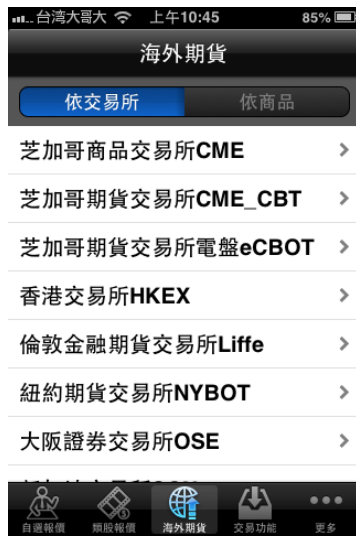 台湾大哥大 上午10:45 85%
海外期貨
依交易所 依商品
芝加哥商品交易所CME
芝加哥期貨交易所CME_CBT
芝加哥期貨交易所電盤eCBOT
香港交易所HKEX
倫敦金融期貨交易所Liffe
紐約期貨交易所NYBOT
大阪證券交易所OSE
自選報價 類股報價 海外期貨 交易功能 更多